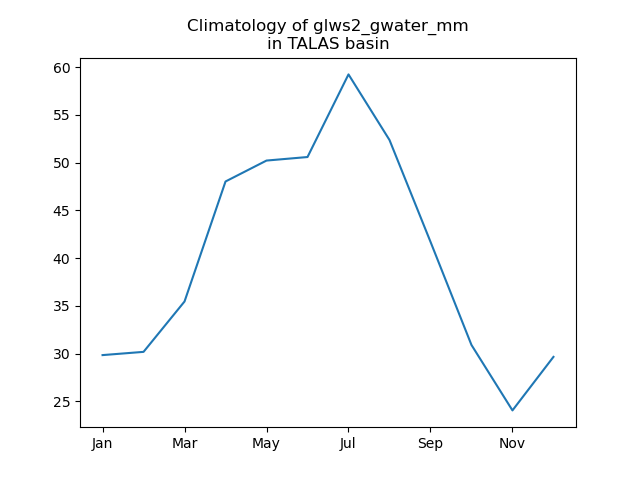 Climatology of glws2_gwater_mm
in TALAS basin
60
55
50
45
40
35
30
25
Jan
Mar
May
Jul
Sep
Nov